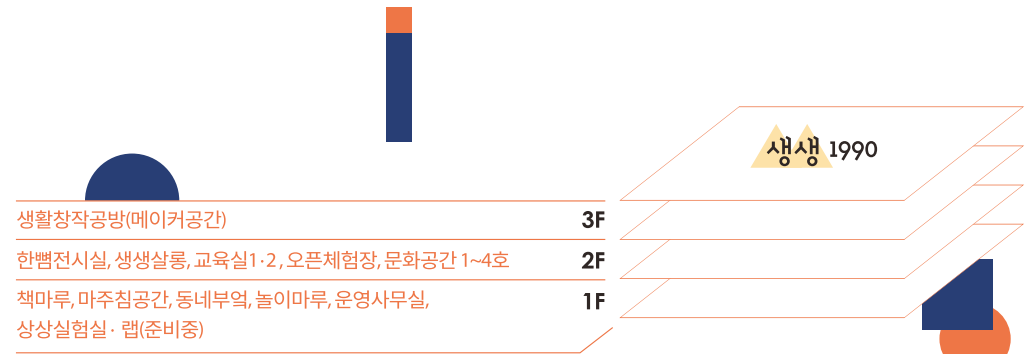 생생 1990
생활창작공방(메이커공간) 3F
한뼘전시실, 생생살롱, 교육실1·2, 오픈체험장, 문화공간 1~4호 2F
책마루, 마주침공간, 동네부엌, 놀이마루, 운영사무실, 1F
상상실험실· 랩(준비중)